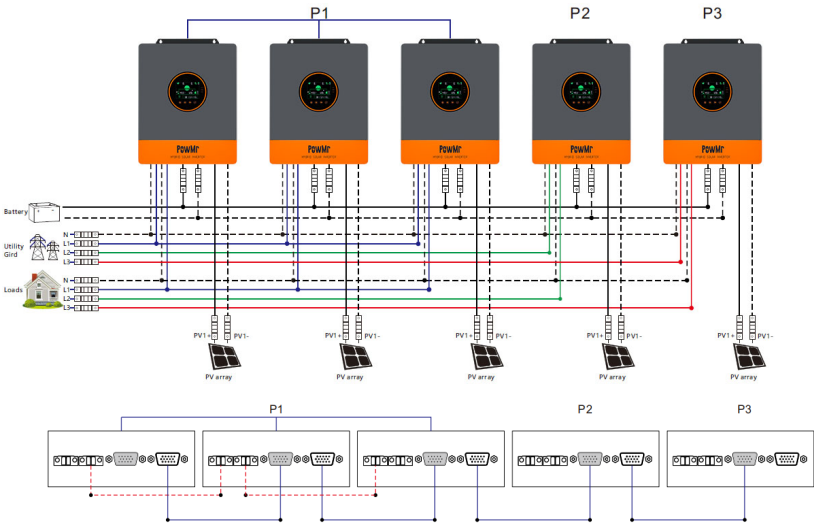 P1 P2 P3
PowMr PowMr PowMr PowMr PowMr
Battery
N
Utility L1
Gird L2
L3
N
Loads L1
L2
L3
PV1+ PV1- PV1+ PV1- PV1+ PV1- PV1+ PV1- PV1+ PV1-
PV array PV array PV array PV array PV array
P1 P2 P3